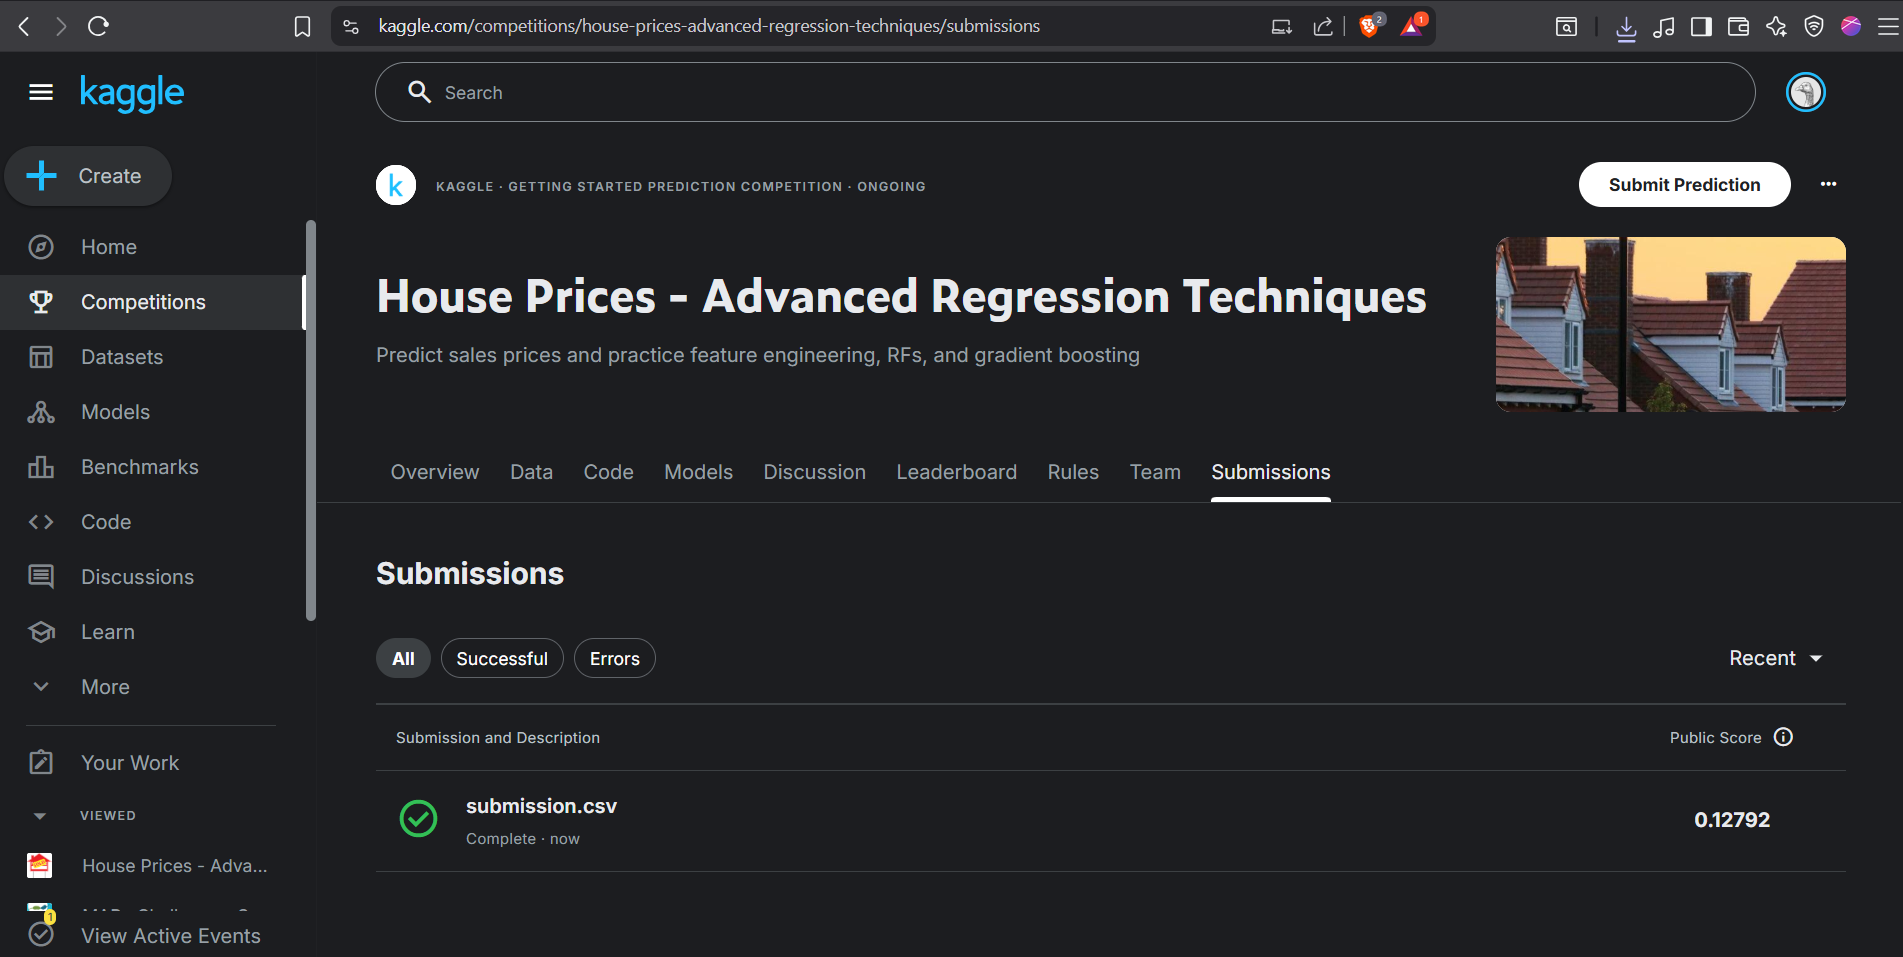 kaggle.com/competitions/house-prices-advanced-regression-techniques/submissions
2
1
kaggle
Search
Create
Home
Competitions
Datasets
Models
Benchmarks
Code
Discussions
Learn
More
Your Work
VIEWED
House Prices - Adva...
1
View Active Events
k
KAGGLE · GETTING STARTED PREDICTION COMPETITION · ONGOING
Submit Prediction
House Prices - Advanced Regression Techniques
Predict sales prices and practice feature engineering, RFs, and gradient boosting
Overview Data Code Models Discussion Leaderboard Rules Team Submissions
Submissions
All Successful Errors
Recent
Submission and Description Public Score
submission.csv
Complete · now
0.12792